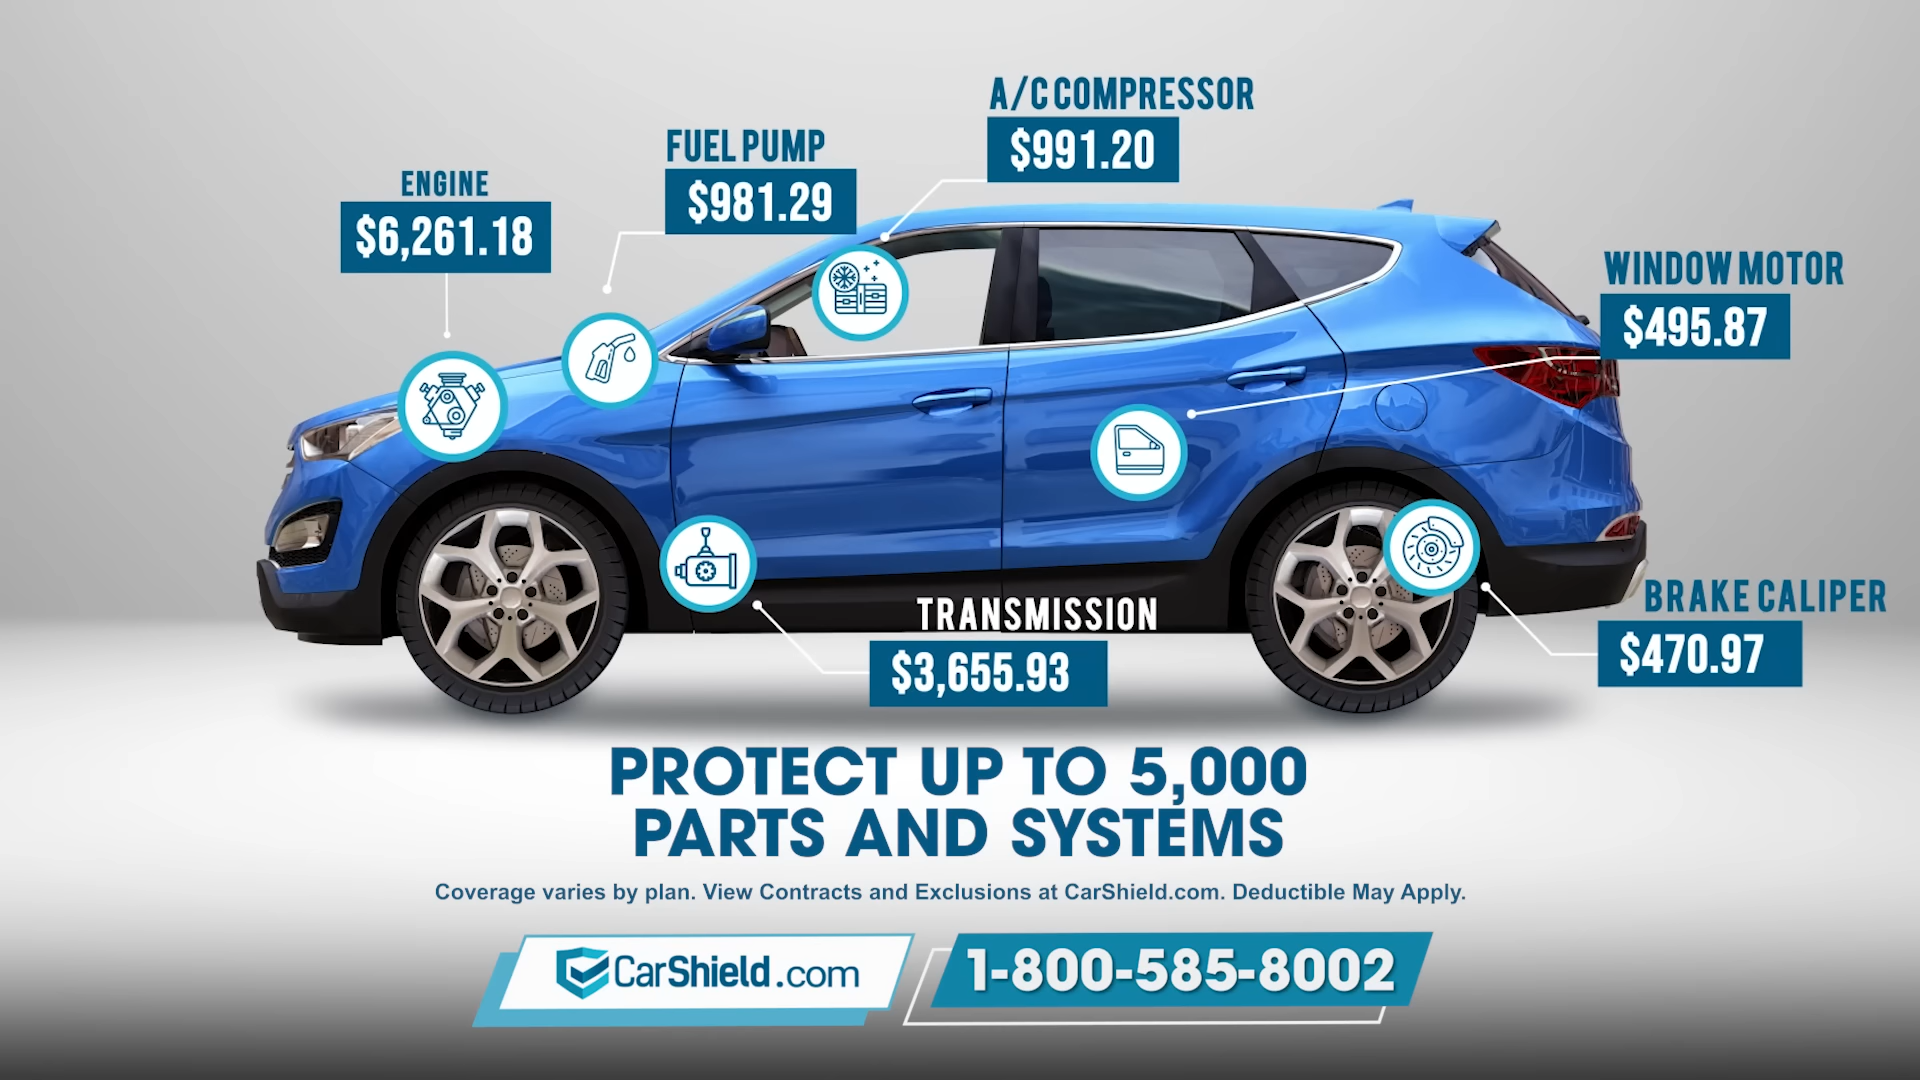 A/C COMPRESSOR
$991.20
FUEL PUMP
$981.29
ENGINE
$6,261.18
WINDOW MOTOR
$495.87
BRAKE CALIPER
$470.97
TRANSMISSION
$3,655.93
PROTECT UP TO 5,000
PARTS AND SYSTEMS
Coverage varies by plan. View Contracts and Exclusions at CarShield.com. Deductible May Apply.
CarShield.com
1-800-585-8002